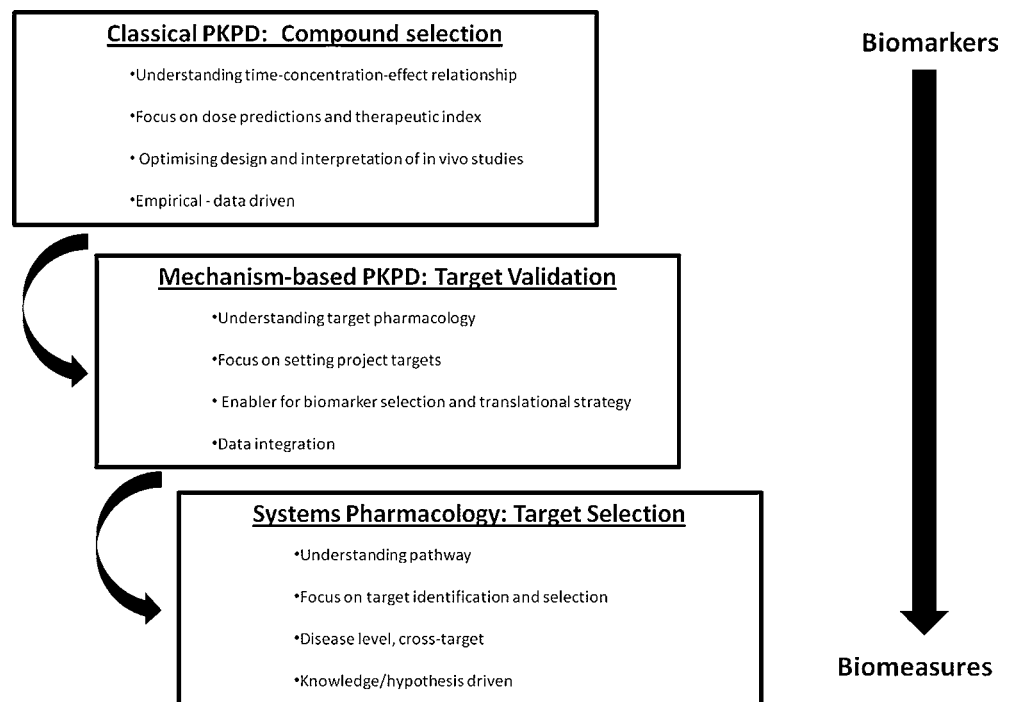 Classical PKPD: Compound selection
•Understanding time-concentration-effect relationship
•Focus on dose predictions and therapeutic index
• Optimising design and interpretation of in vivo studies
•Empirical - data driven
Mechanism-based PKPD: Target Validation
•Understanding target pharmacology
•Focus on setting project targets
• Enabler for biomarker selection and translational strategy
•Data integration
Systems Pharmacology: Target Selection
•Understanding pathway
•Focus on target identification and selection
•Disease level, cross-target
•Knowledge/hypothesis driven
Biomarkers
Biomeasures